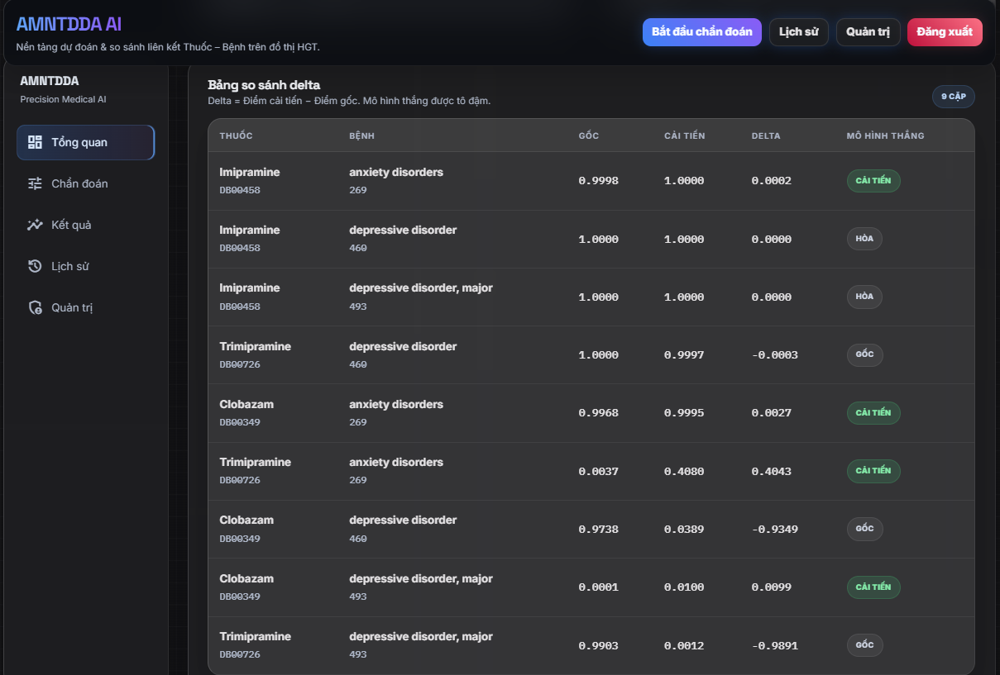 AMNTDDA AI
Nền tảng dự đoán & so sánh liên kết Thuốc – Bệnh trên đồ thị HGT.
Bắt đầu chẩn đoán
Lịch sử
Quản trị
Đăng xuất
AMNTDDA
Precision Medical AI
Tổng quan
Chẩn đoán
Kết quả
Lịch sử
Quản trị
Bảng so sánh delta
Delta = Điểm cải tiến – Điểm gốc. Mô hình thắng được tô đậm.
9 CẶP
THUỐC BỆNH GỐC CẢI TIẾN DELTA MÔ HÌNH THẮNG
Imipramine anxiety disorders 0.9998 1.0000 0.0002 CẢI TIẾN
DB00458 269
Imipramine depressive disorder 1.0000 1.0000 0.0000 HÒA
DB00458 460
Imipramine depressive disorder, major 1.0000 1.0000 0.0000 HÒA
DB00458 493
Trimipramine depressive disorder 1.0000 0.9997 -0.0003 GỐC
DB00726 460
Clobazam anxiety disorders 0.9968 0.9995 0.0027 CẢI TIẾN
DB00349 269
Trimipramine anxiety disorders 0.0037 0.4080 0.4043 CẢI TIẾN
DB00726 269
Clobazam depressive disorder 0.9738 0.0389 -0.9349 GỐC
DB00349 460
Clobazam depressive disorder, major 0.0001 0.0100 0.0099 CẢI TIẾN
DB00349 493
Trimipramine depressive disorder, major 0.9903 0.0012 -0.9891 GỐC
DB00726 493